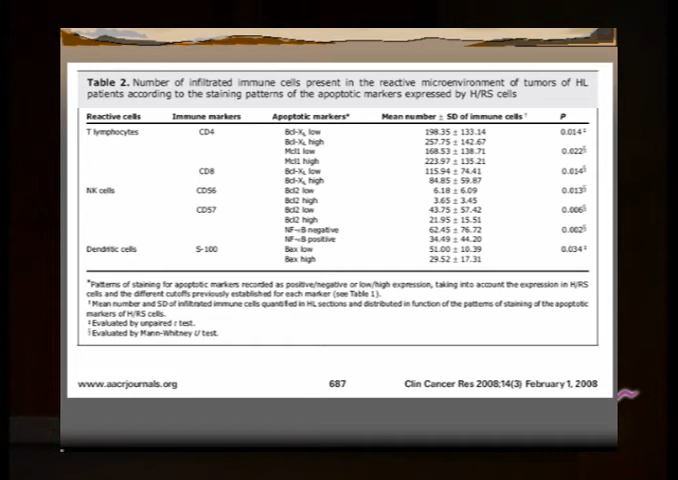 Table 2. Number of infiltrated immune cells present in the reactive microenvironment of tumors of HL
patients according to the staining patterns of the apoptotic markers expressed by H/RS cells
Reactive cells Immune markers Apoptotic markers* Mean number ± SD of immune cells† P
T lymphocytes CD4 Bcl-XL low 198.35 ± 133.14 0.014‡
Bcl-XL high 257.75 ± 142.67
Mcl1 low 168.53 ± 138.71 0.022§
Mcl1 high 223.97 ± 135.21
CD8 Bcl-XL low 115.94 ± 74.41 0.014§
Bcl-XL high 84.85 ± 59.87
NK cells CD56 Bcl2 low 6.18 ± 6.09 0.013§
Bcl2 high 3.65 ± 3.45
CD57 Bcl2 low 43.75 ± 57.42 0.006§
Bcl2 high 21.95 ± 15.51
NF-κB negative 62.45 ± 76.72 0.002§
NF-κB positive 34.49 ± 44.20
Dendritic cells S-100 Bax low 51.00 ± 10.39 0.034‡
Bax high 29.52 ± 17.31
*Patterns of staining for apoptotic markers recorded as positive/negative or low/high expression, taking into account the expression in H/RS
cells and the different cutoffs previously established for each marker (see Table 1).
†Mean number and SD of infiltrated immune cells quantified in HL sections and distributed in function of the patterns of staining of the apoptotic
markers of H/RS cells.
‡Evaluated by unpaired t test.
§Evaluated by Mann-Whitney U test.
www.aacrjournals.org 687 Clin Cancer Res 2008;14(3) February 1, 2008